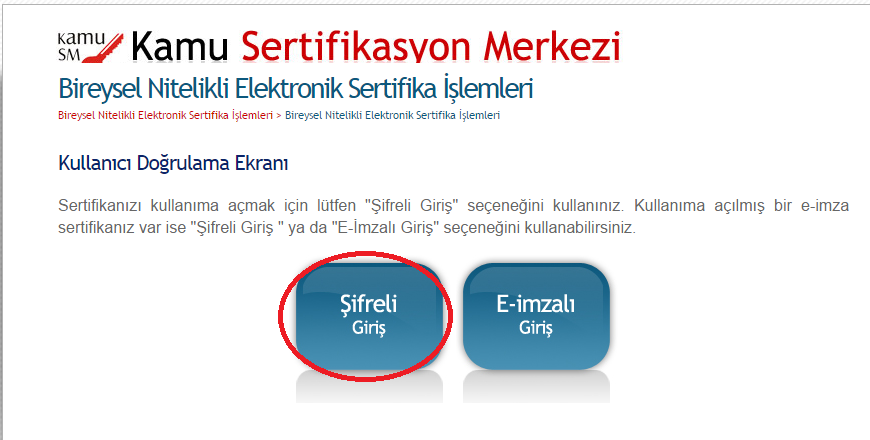 kamu
SM
Kamu Sertifikasyon Merkezi
Bireysel Nitelikli Elektronik Sertifika İşlemleri
Bireysel Nitelikli Elektronik Sertifika İşlemleri > Bireysel Nitelikli Elektronik Sertifika İşlemleri
Kullanıcı Doğrulama Ekranı
Sertifikanızı kullanıma açmak için lütfen "Şifreli Giriş" seçeneğini kullanınız. Kullanıma açılmış bir e-imza
sertifikanız var ise "Şifreli Giriş " ya da "E-İmzalı Giriş" seçeneğini kullanabilirsiniz.
Şifreli
Giriş
E-imzalı
Giriş